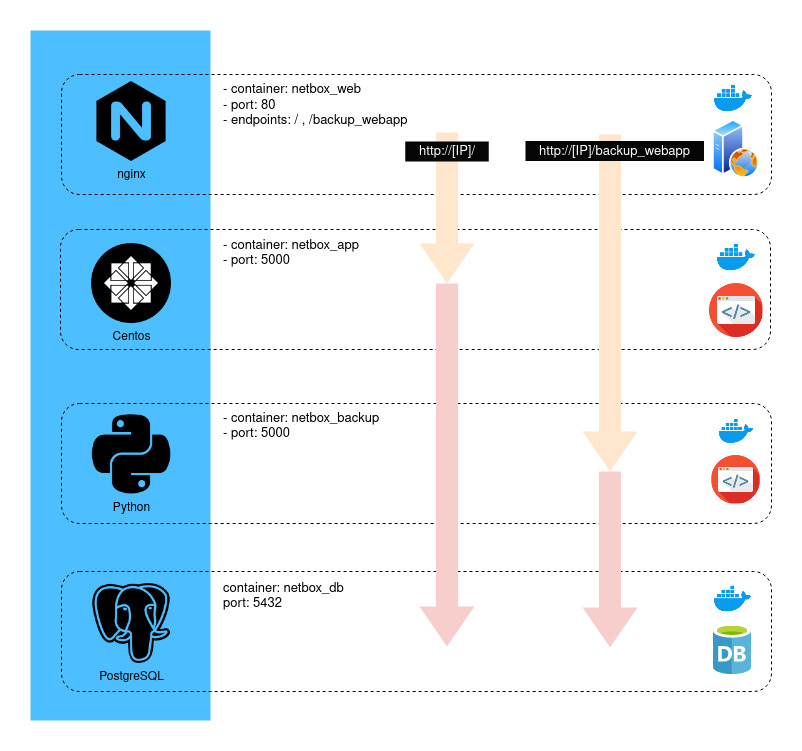 - container: netbox_web
- port: 80
- endpoints: / , /backup_webapp
http://[IP]/
http://[IP]/backup_webapp
nginx
- container: netbox_app
- port: 5000
</>
Centos
- container: netbox_backup
- port: 5000
</>
Python
container: netbox_db
port: 5432
DB
PostgreSQL